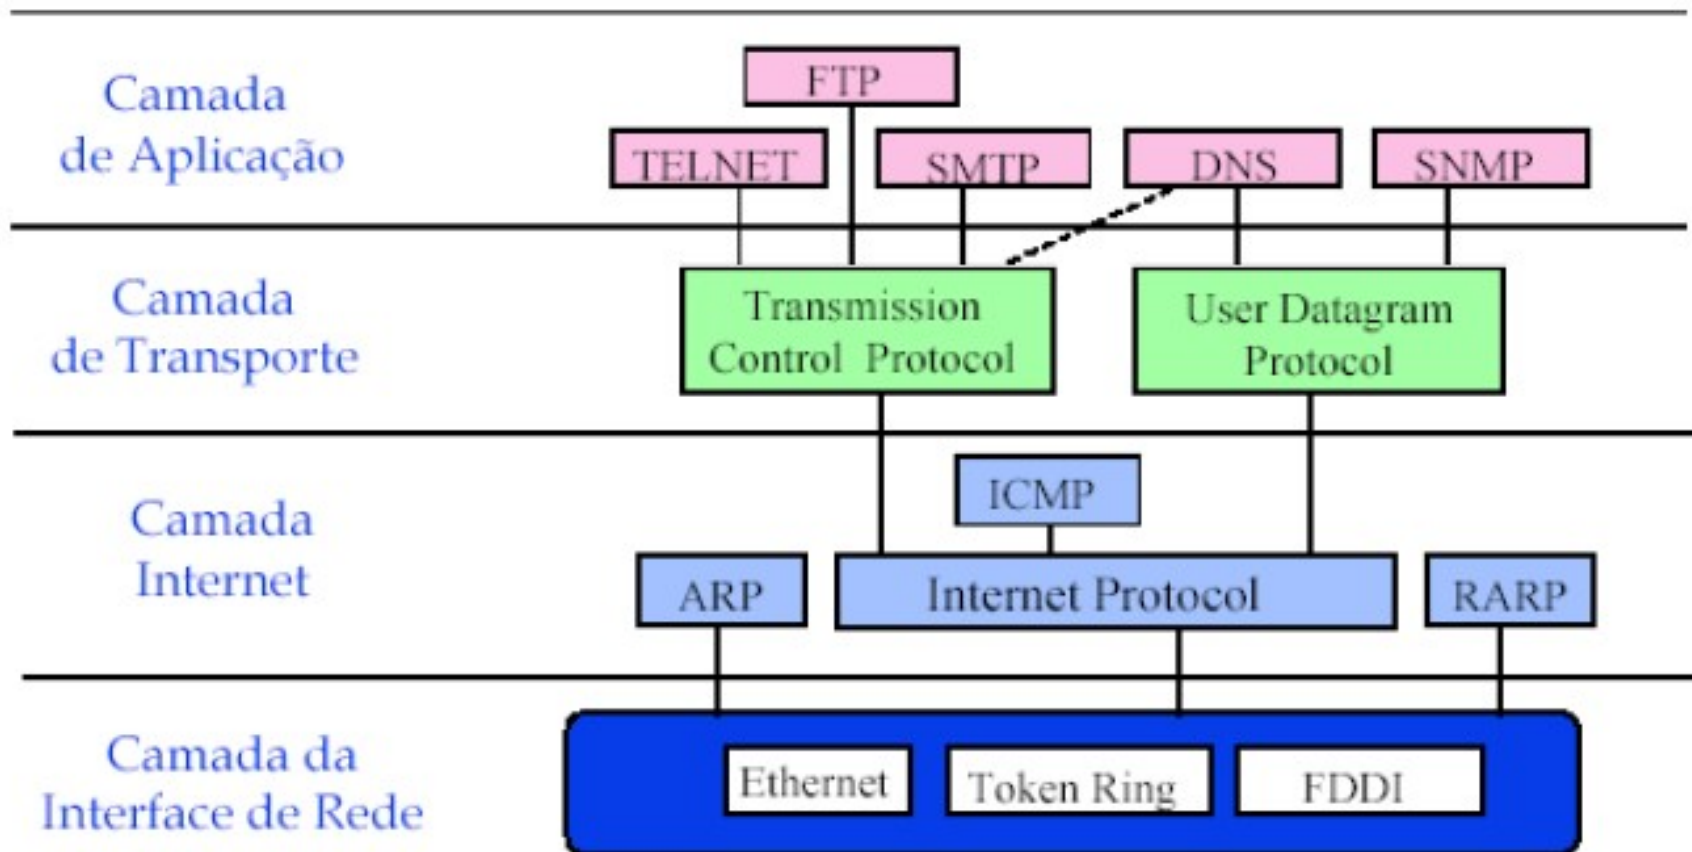 Camada
de Aplicação
FTP
TELNET
SMTP
DNS
SNMP
Camada
de Transporte
Transmission
Control Protocol
User Datagram
Protocol
Camada
Internet
ICMP
ARP
Internet Protocol
RARP
Camada da
Interface de Rede
Ethernet
Token Ring
FDDI